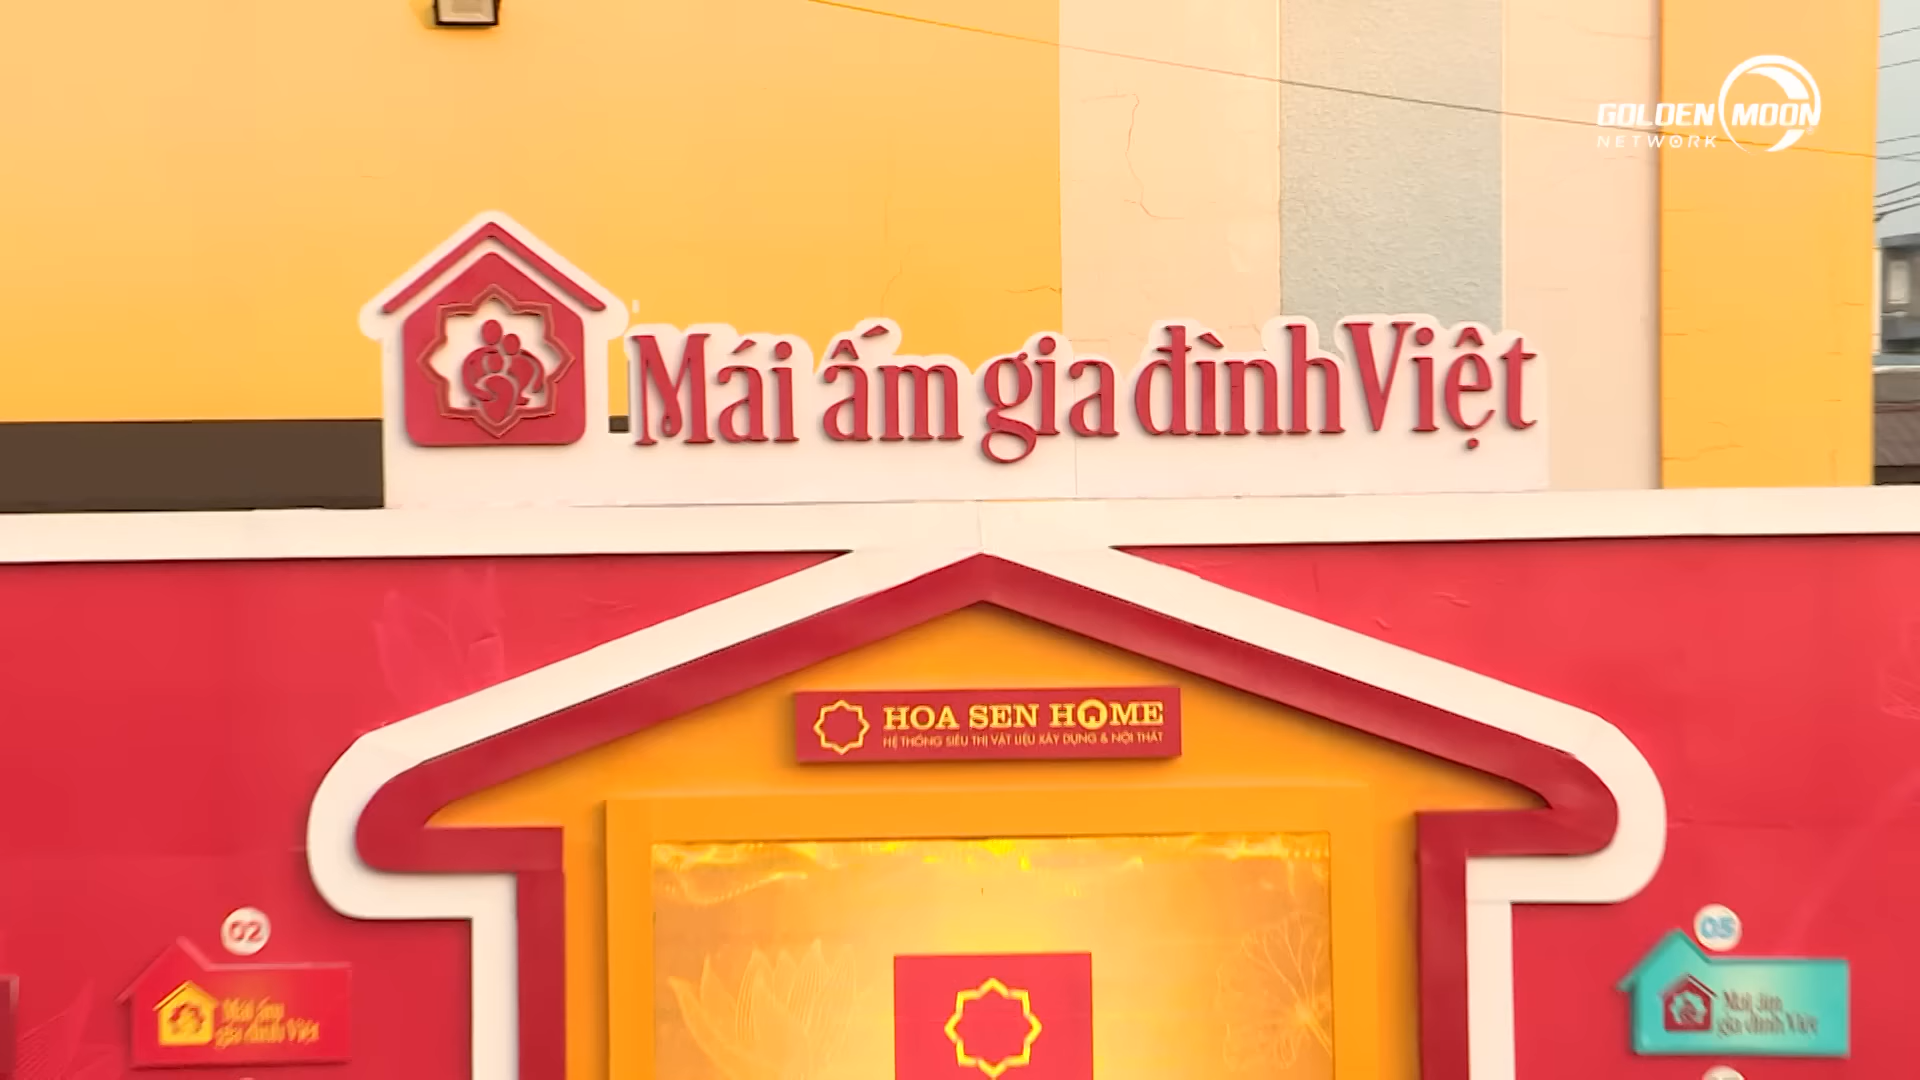 GOLDEN MOON
NETWORK
Mái ấm gia đình Việt
HOA SEN HOME
HỆ THỐNG SIÊU THỊ VẬT LIỆU XÂY DỰNG & NỘI THẤT
02
Mái ấm
gia đình Việt
05
Mái ấm
gia đình Việt